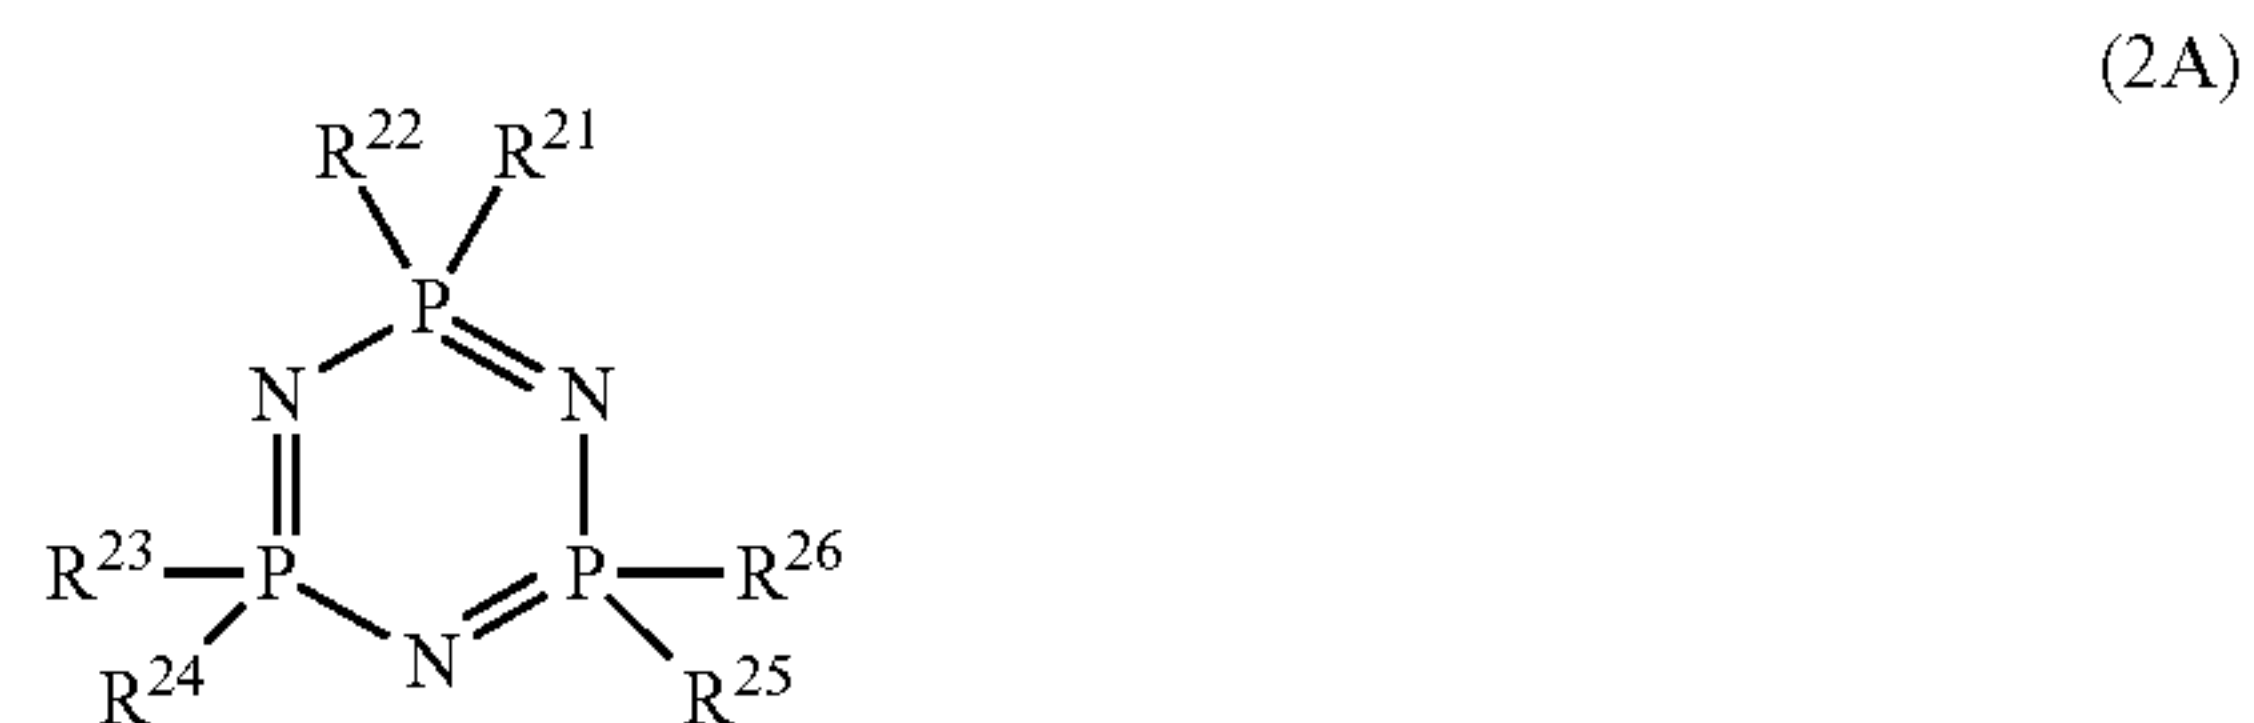 (2A)
R²² R²¹
P
N N
R²³ P P R²⁶
R²⁴ N R²⁵